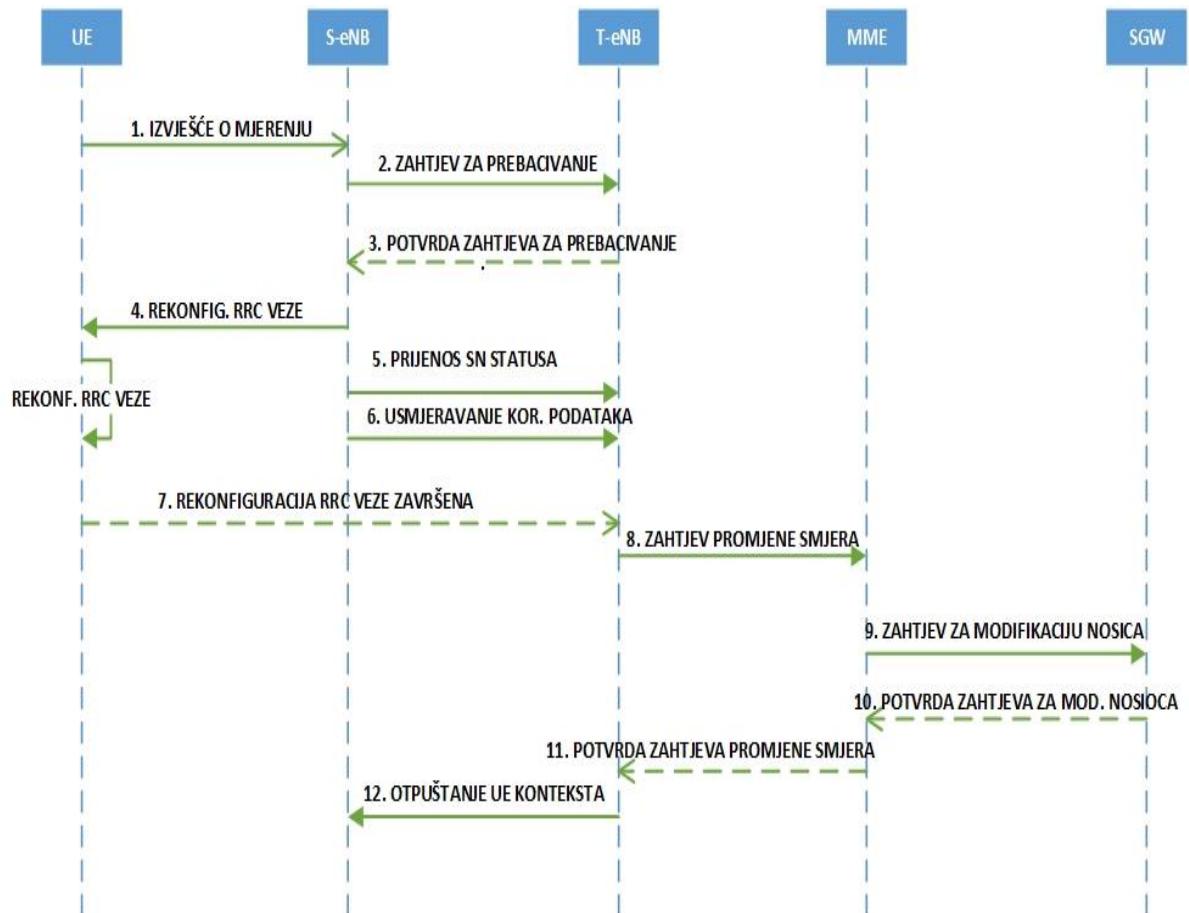 UE
S-eNB
T-eNB
MME
SGW
1. IZVJEŠĆE O MJERENJU
2. ZAHTJEV ZA PREBACIVANJE
3. POTVRDA ZAHTJEVA ZA PREBACIVANJE
.
4. REKONFIG. RRC VEZE
5. PRIJENOS SN STATUSA
REKONF. RRC VEZE
6. USMJERAVANJE KOR. PODATAKA
7. REKONFIGURACIJA RRC VEZE ZAVRŠENA
8. ZAHTJEV PROMJENE SMJERA
9. ZAHTJEV ZA MODIFIKACIJU NOSICA
10. POTVRDA ZAHTJEVA ZA MOD. NOSIOCA
11. POTVRDA ZAHTJEVA PROMJENE SMJERA
12. OTPUŠTANJE UE KONTEKSTA